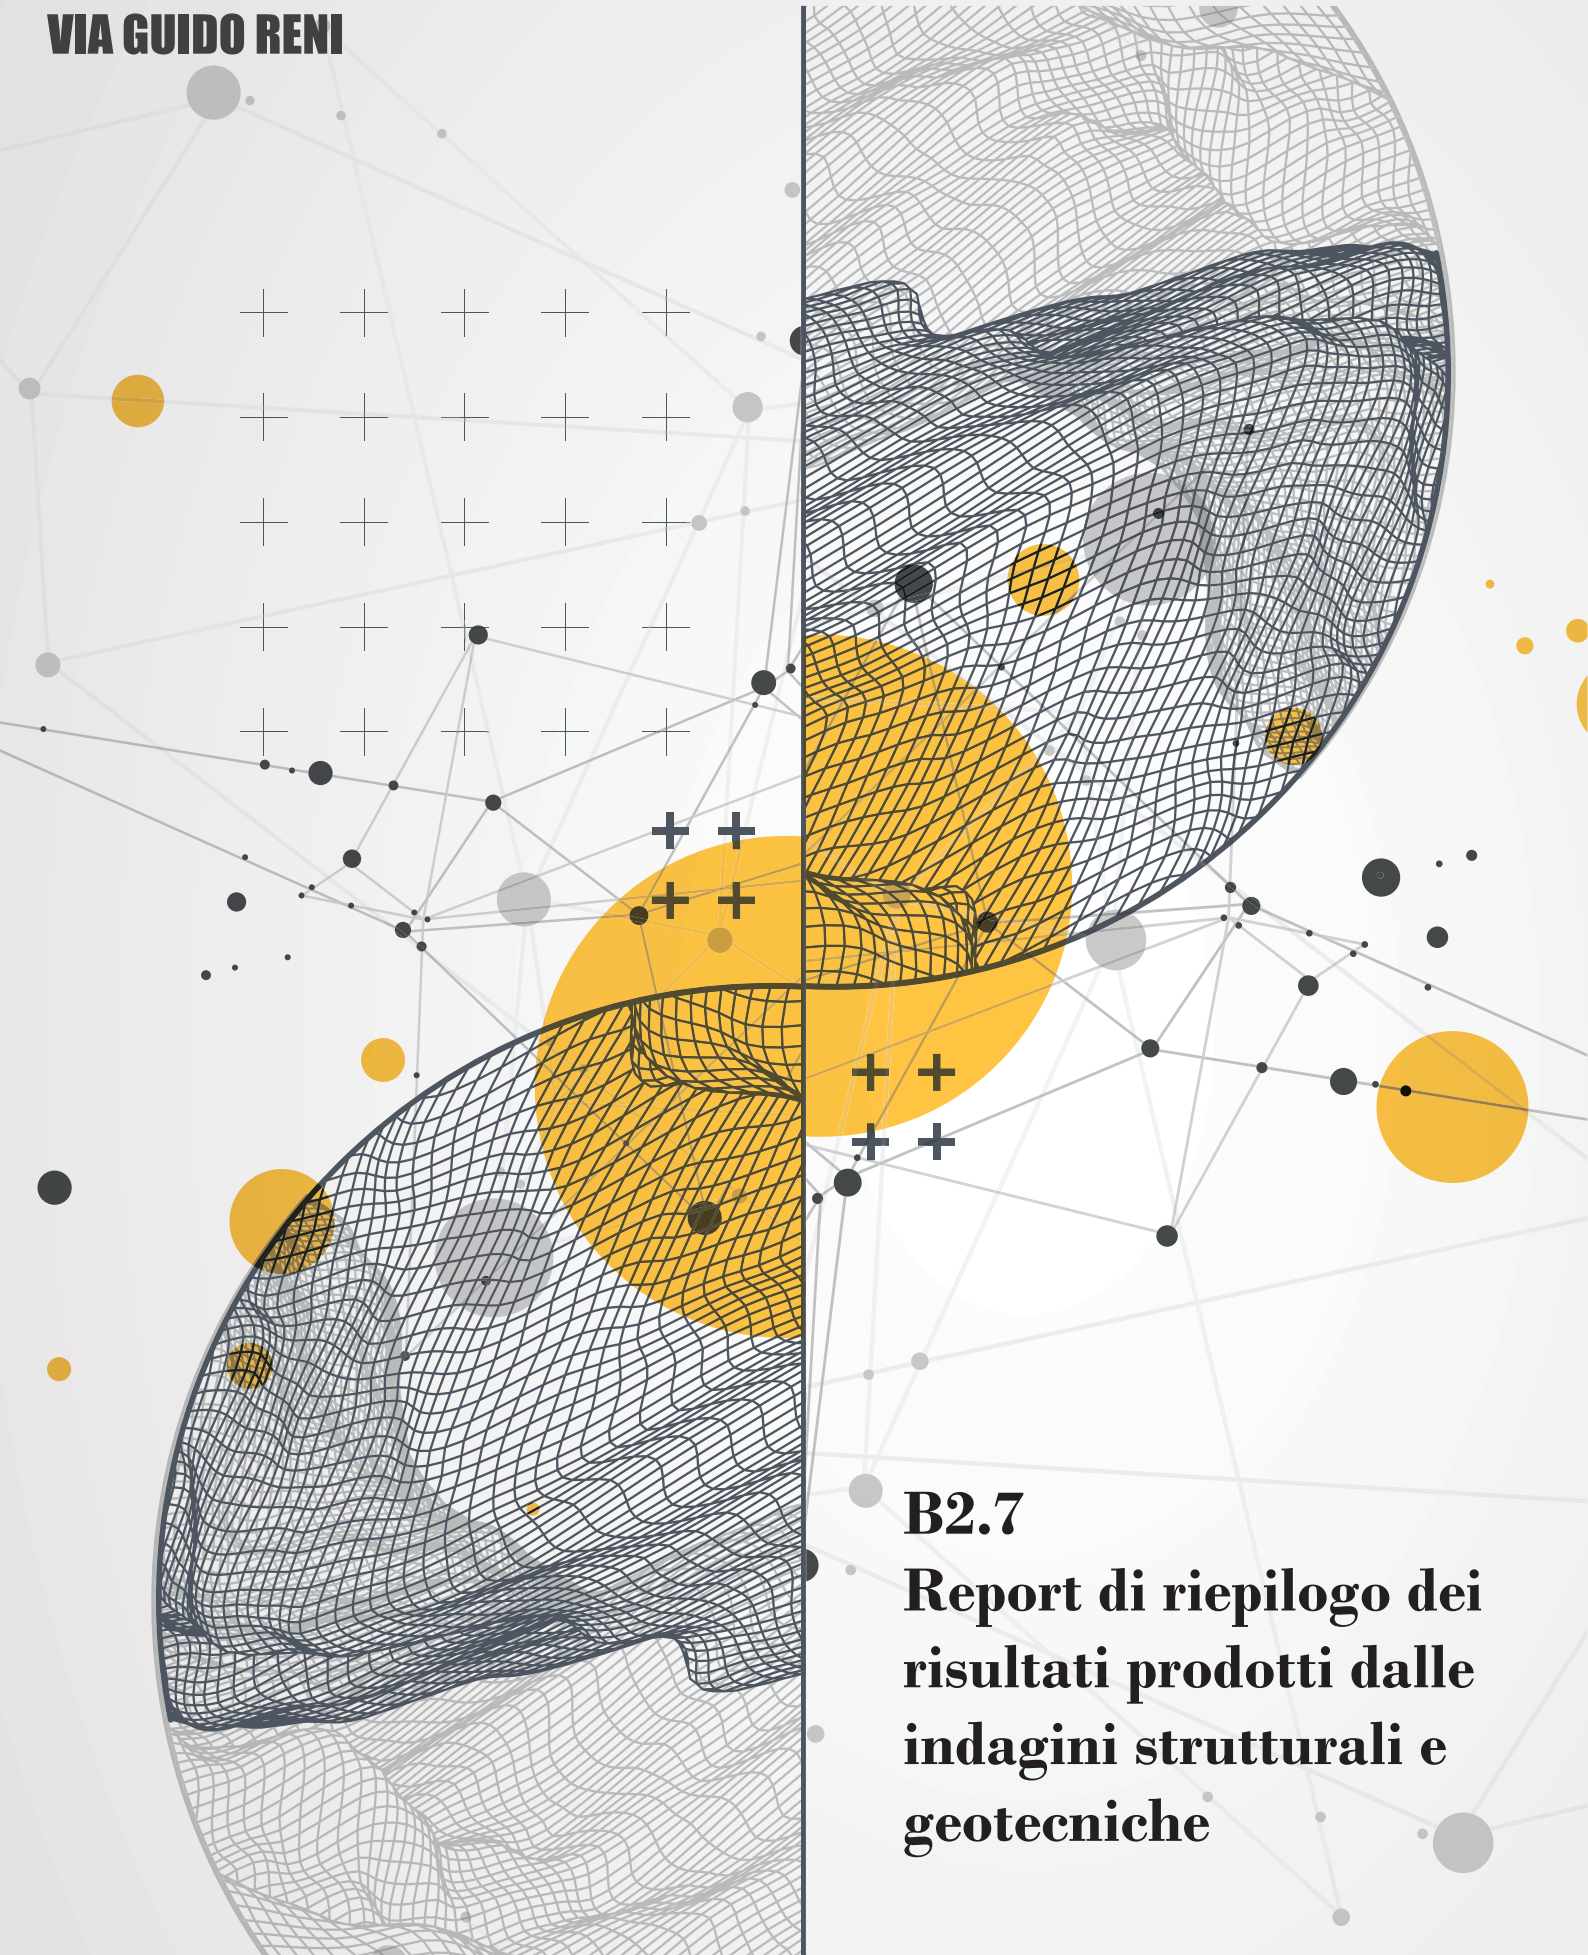 VIA GUIDO RENI
B2.7
Report di riepilogo dei
risultati prodotti dalle
indagini strutturali e
geotecniche